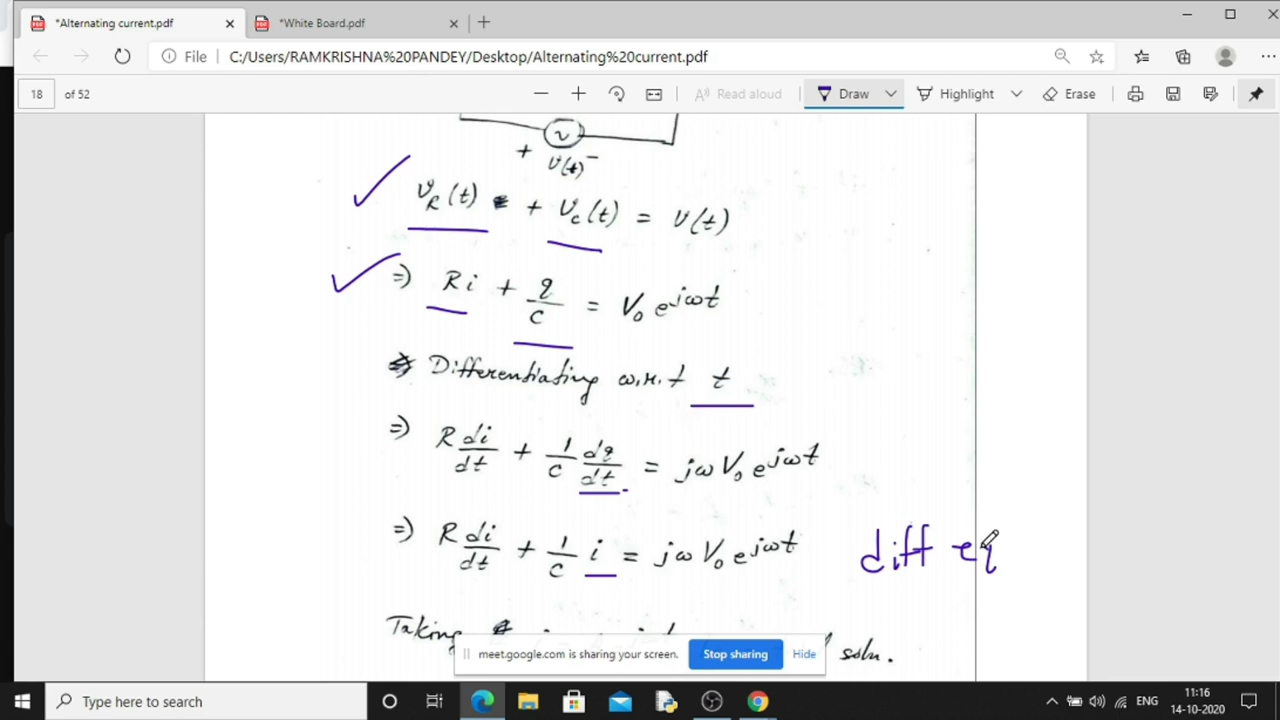 *Alternating current.pdf
*White Board.pdf
File C:/Users/RAMKRISHNA%20PANDEY/Desktop/Alternating%20current.pdf
18 of 52 Read aloud Draw Highlight Erase
+ v(t) -
v_R(t) + v_c(t) = v(t)
=) Ri + q/c = V₀ e^jωt
Differentiating w.r.t t
=) R di/dt + 1/c dq/dt = jω V₀ e^jωt
=) R di/dt + 1/c i = jω V₀ e^jωt diff eq
Taking soln.
meet.google.com is sharing your screen. Stop sharing Hide
Type here to search
ENG
11:16
14-10-2020